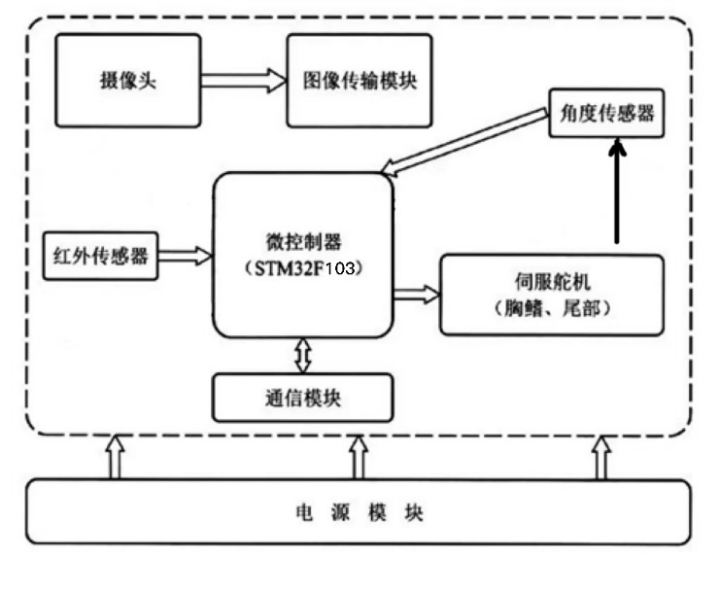 摄像头
图像传输模块
角度传感器
红外传感器
微控制器
（STM32F103）
伺服舵机
（胸鳍、尾部）
通信模块
电 源 模 块